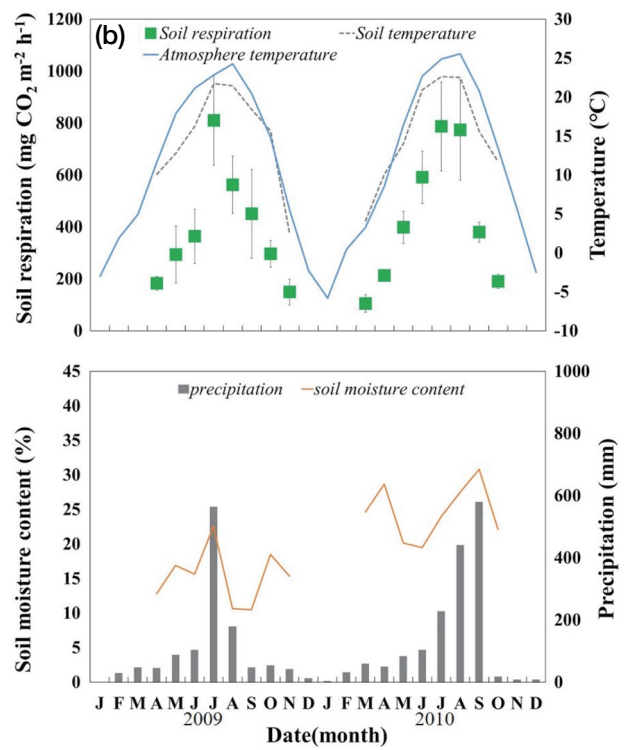 (b)
Soil respiration
Soil temperature
Atmosphere temperature
Soil respiration (mg CO₂ m⁻² h⁻¹)
1200
1000
800
600
400
200
0
Temperature (°C)
30
25
20
15
10
5
0
-5
-10
precipitation
soil moisture content
Soil moisture content (%)
45
40
35
30
25
20
15
10
5
0
Precipitation (mm)
1000
800
600
400
200
0
J F M A M J J A S O N D J F M A M J J A S O N D
2009 2010
Date(month)